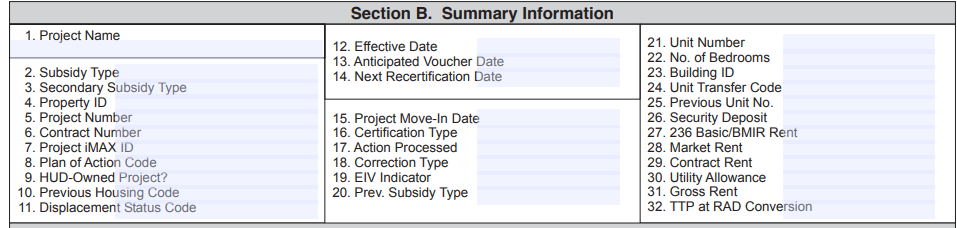 Section B. Summary Information
1. Project Name
2. Subsidy Type
3. Secondary Subsidy Type
4. Property ID
5. Project Number
6. Contract Number
7. Project iMAX ID
8. Plan of Action Code
9. HUD-Owned Project?
10. Previous Housing Code
11. Displacement Status Code
12. Effective Date
13. Anticipated Voucher Date
14. Next Recertification Date
15. Project Move-In Date
16. Certification Type
17. Action Processed
18. Correction Type
19. EIV Indicator
20. Prev. Subsidy Type
21. Unit Number
22. No. of Bedrooms
23. Building ID
24. Unit Transfer Code
25. Previous Unit No.
26. Security Deposit
27. 236 Basic/BMIR Rent
28. Market Rent
29. Contract Rent
30. Utility Allowance
31. Gross Rent
32. TTP at RAD Conversion